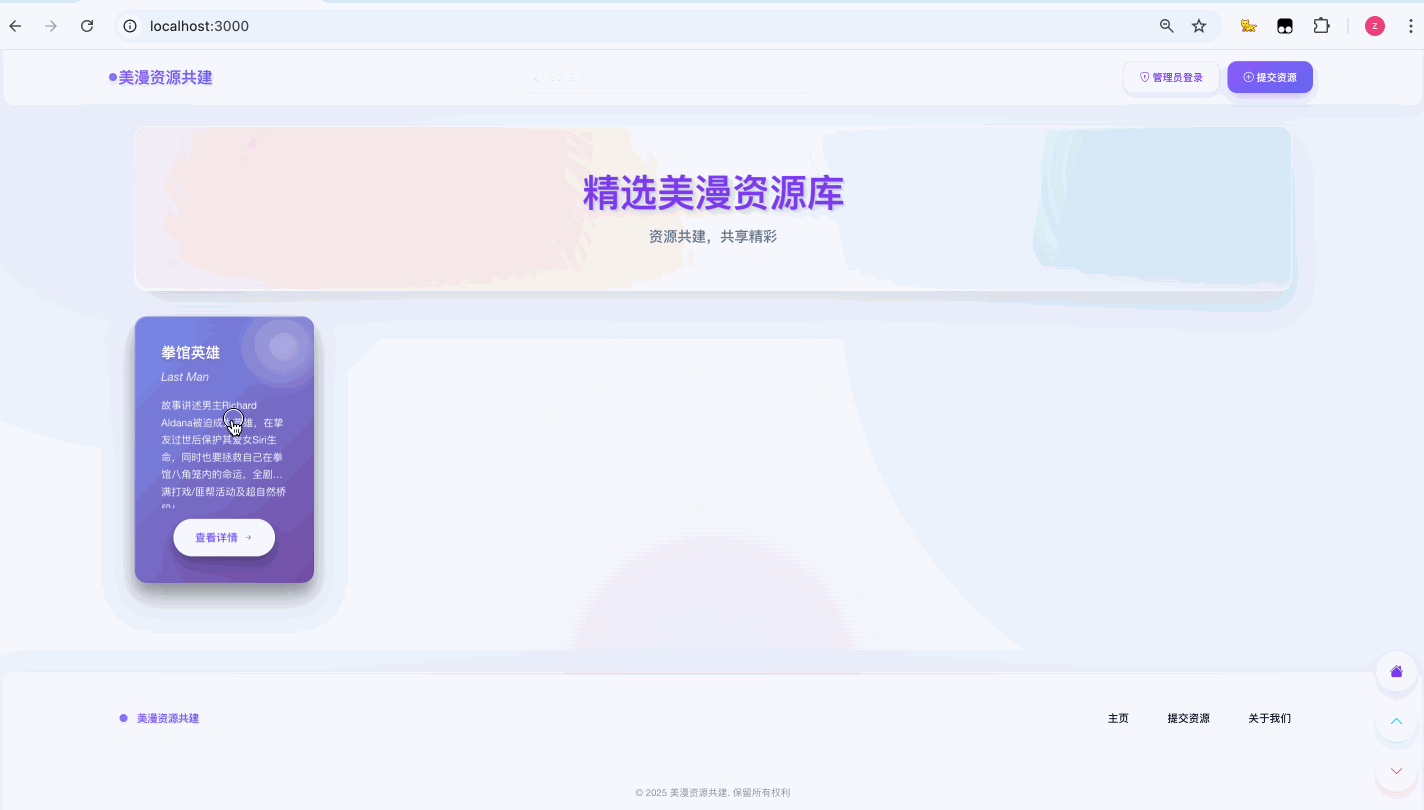 localhost:3000
Z
美漫资源共建
管理员登录
提交资源
精选美漫资源库
资源共建，共享精彩
拳馆英雄
Last Man
故事讲述男主Richard
Aldana被迫成 英雄，在挚
友过世后保护其爱女Siri生
命，同时也要拯救自己在拳
馆八角笼内的命运，全剧...
满打戏/匪帮活动及超自然桥
查看详情 →
美漫资源共建
主页
提交资源
关于我们
© 2025 美漫资源共建. 保留所有权利